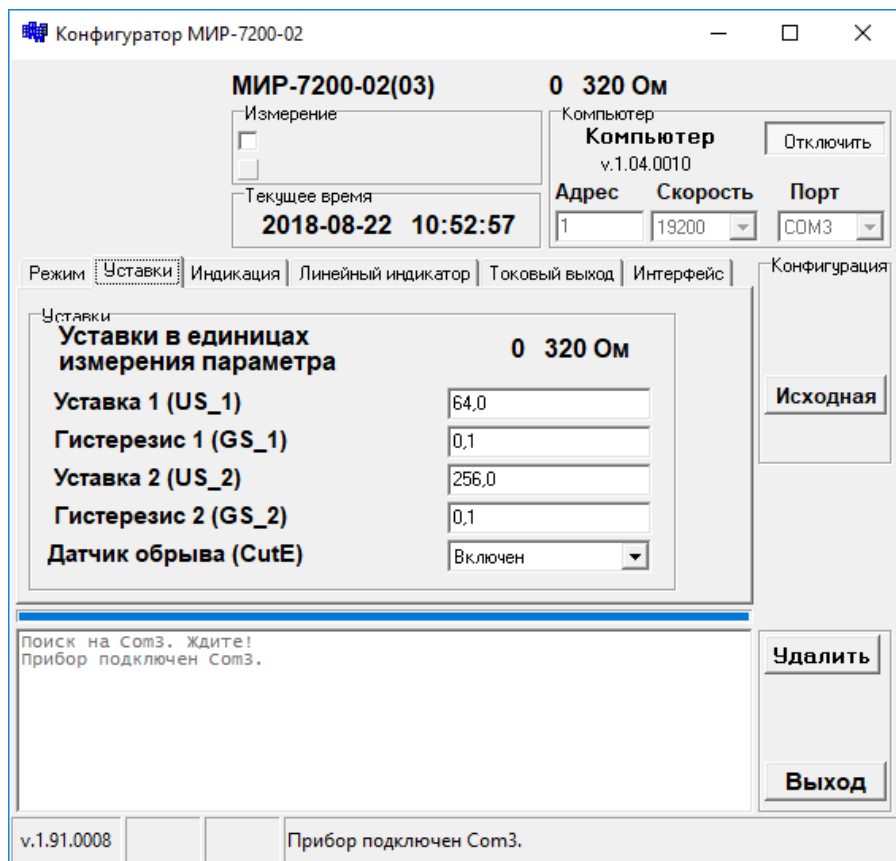 Конфигуратор МИР-7200-02
МИР-7200-02(03) 0 320 Ом
Измерение
Текущее время
2018-08-22 10:52:57
Компьютер
Компьютер
v.1.04.0010
Отключить
Адрес Скорость Порт
1 19200 COM3
Режим Уставки Индикация Линейный индикатор Токовый выход Интерфейс
Уставки
Уставки в единицах
измерения параметра
0 320 Ом
Уставка 1 (US_1) 64,0
Гистерезис 1 (GS_1) 0,1
Уставка 2 (US_2) 256,0
Гистерезис 2 (GS_2) 0,1
Датчик обрыва (CutE) Включен
Конфигурация
Исходная
Поиск на Com3. Ждите!
Прибор подключен Com3.
Удалить
Выход
v.1.91.0008 Прибор подключен Com3.